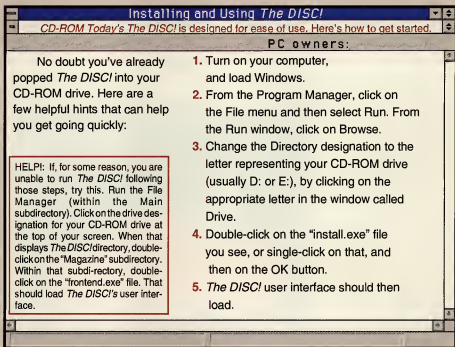 Installing and Using The DISC!
CD-ROM Today's The DISC! is designed for ease of use. Here's how to get started.
No doubt you've already
popped The DISC! into your
CD-ROM drive. Here are a
few helpful hints that can help
you get going quickly:
HELP!: If, for some reason, you are
unable to run The DISC! following
those steps, try this. Run the File
Manager (within the Main
subdirectory). Click on the drive des-
ignation for your CD-ROM drive at
the top of your screen. When that
displays The DISC! directory, double-
click on the "Magazine" subdirectory.
Within that subdi-rectory, double-
click on the "frontend.exe" file. That
should load The DISC!'s user inter-
face.
PC owners:
1. Turn on your computer,
and load Windows.
2. From the Program Manager, click on
the File menu and then select Run. From
the Run window, click on Browse.
3. Change the Directory designation to the
letter representing your CD-ROM drive
(usually D: or E:), by clicking on the
appropriate letter in the window called
Drive.
4. Double-click on the "install.exe" file
you see, or single-click on that, and
then on the OK button.
5. The DISC! user interface should then
load.